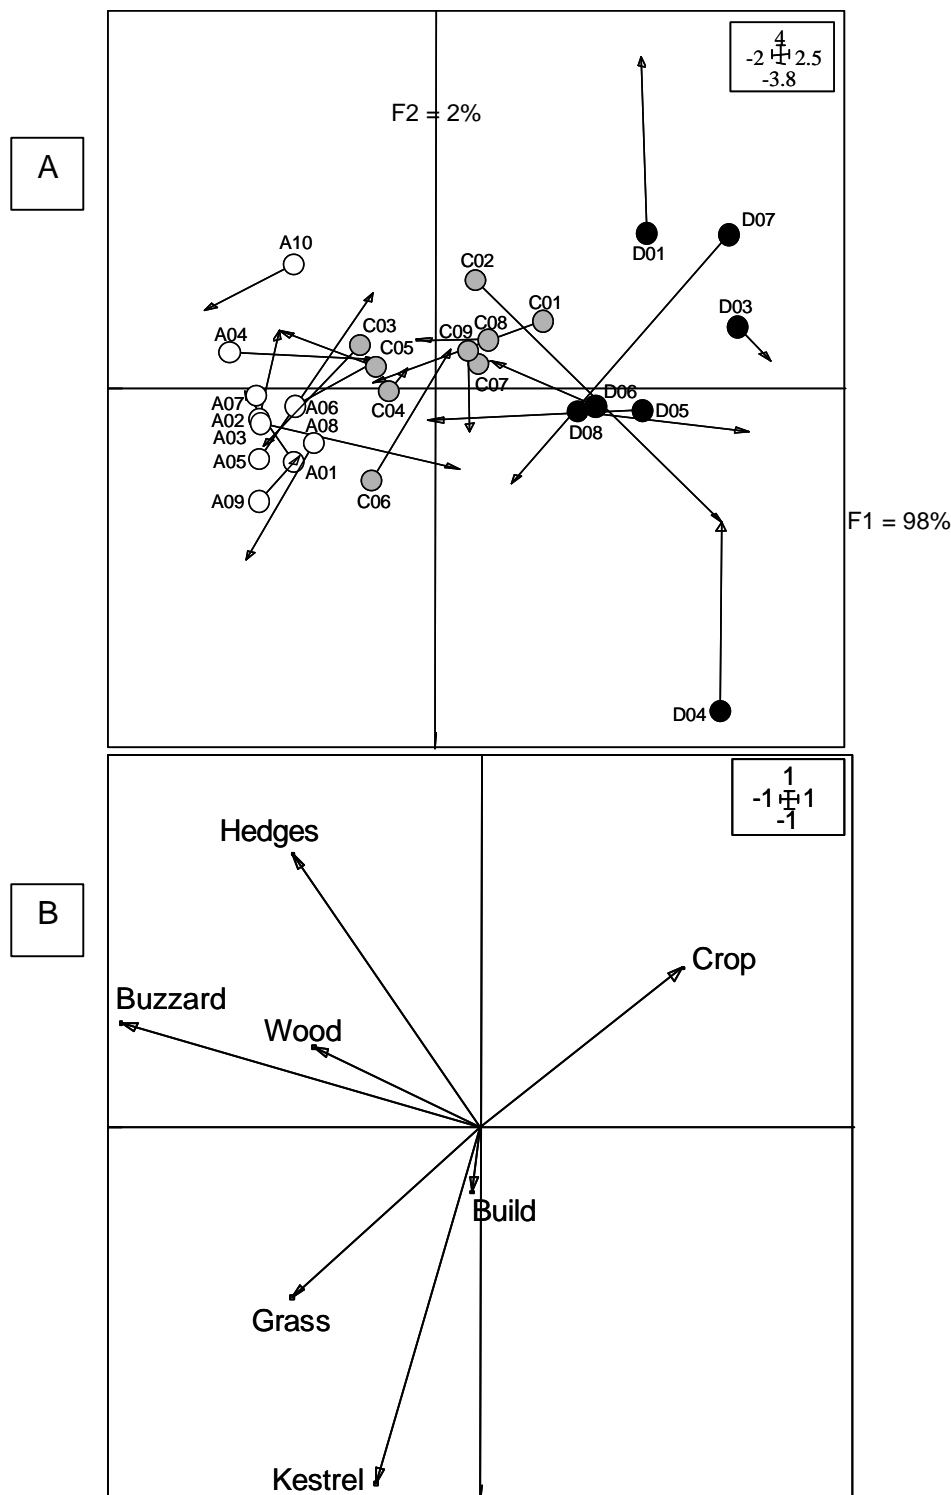 4
-2 2.5
-3.8
F2 = 2%
A
D07
A10
D01
C02
C01
D03
A04
C03
C09
C08
C05
C07
A07
A06
C04
D06
D05
A02
A03
A08
D08
A05
A01
A09
C06
F1 = 98%
D04
1
-1 1
-1
Hedges
B
Crop
Buzzard
Wood
Build
Grass
Kestrel